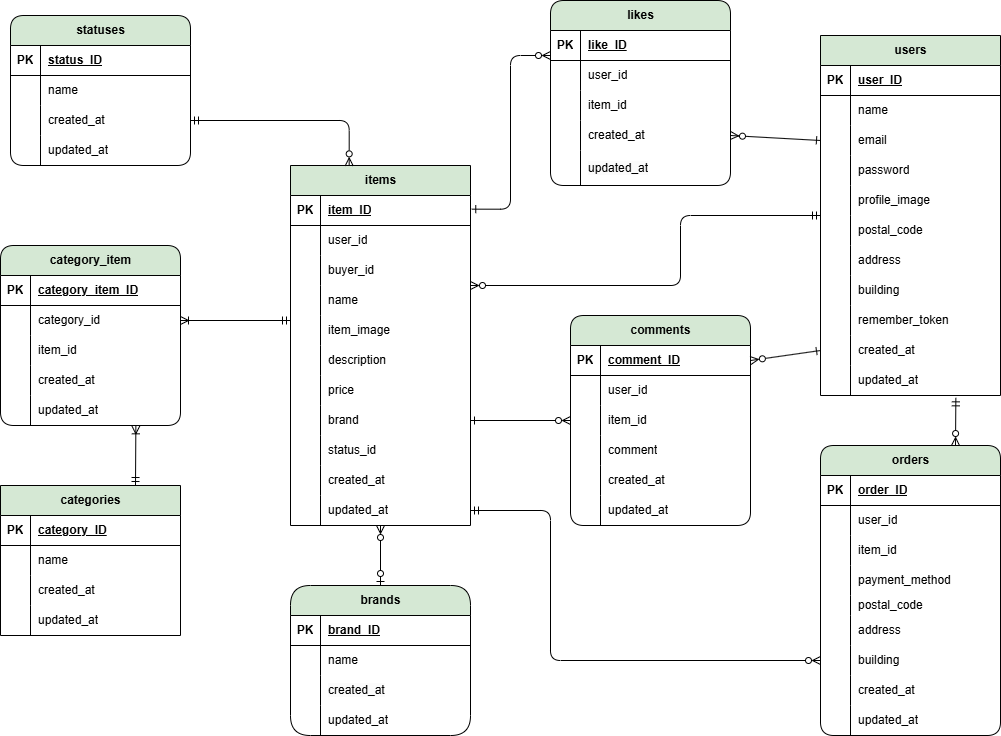 statuses
PK status_ID
name
created_at
updated_at
likes
PK like_ID
user_id
item_id
created_at
updated_at
users
PK user_ID
name
email
password
profile_image
postal_code
address
building
remember_token
created_at
updated_at
items
PK item_ID
user_id
buyer_id
name
item_image
description
price
brand
status_id
created_at
updated_at
category_item
PK category_item_ID
category_id
item_id
created_at
updated_at
comments
PK comment_ID
user_id
item_id
comment
created_at
updated_at
categories
PK category_ID
name
created_at
updated_at
brands
PK brand_ID
name
created_at
updated_at
orders
PK order_ID
user_id
item_id
payment_method
postal_code
address
building
created_at
updated_at